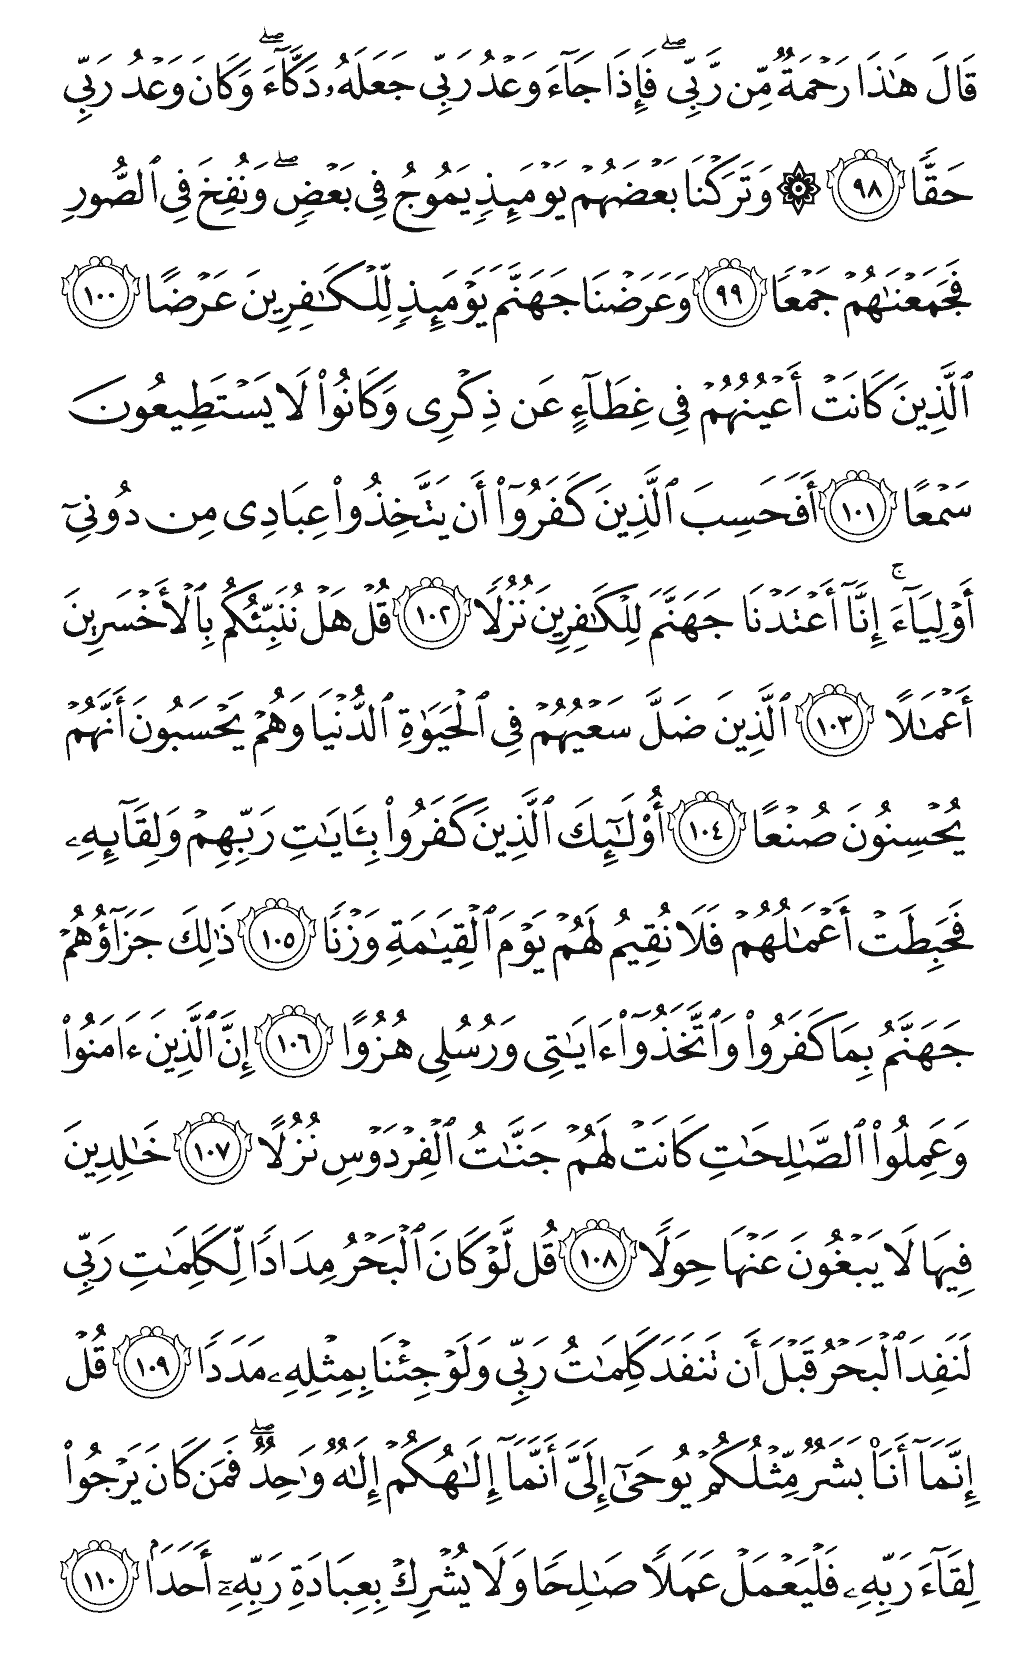 قَالَ هَٰذَا رَحْمَةٌ مِّن رَّبِّى ۖ فَإِذَا جَآءَ وَعْدُ رَبِّى جَعَلَهُۥ دَكَّآءَ ۖ وَكَانَ وَعْدُ رَبِّى
حَقًّا ٩٨ ۞ وَتَرَكْنَا بَعْضَهُمْ يَوْمَئِذٍ يَمُوجُ فِى بَعْضٍ ۖ وَنُفِخَ فِى ٱلصُّورِ
فَجَمَعْنَٰهُمْ جَمْعًا ٩٩ وَعَرَضْنَا جَهَنَّمَ يَوْمَئِذٍ لِّلْكَٰفِرِينَ عَرْضًا ١٠٠
ٱلَّذِينَ كَانَتْ أَعْيُنُهُمْ فِى غِطَآءٍ عَن ذِكْرِى وَكَانُوا۟ لَا يَسْتَطِيعُونَ
سَمْعًا ١٠١ أَفَحَسِبَ ٱلَّذِينَ كَفَرُوٓا۟ أَن يَتَّخِذُوا۟ عِبَادِى مِن دُونِىٓ
أَوْلِيَآءَ ۚ إِنَّآ أَعْتَدْنَا جَهَنَّمَ لِلْكَٰفِرِينَ نُزُلًا ١٠٢ قُلْ هَلْ نُنَبِّئُكُم بِٱلْأَخْسَرِينَ
أَعْمَٰلًا ١٠٣ ٱلَّذِينَ ضَلَّ سَعْيُهُمْ فِى ٱلْحَيَوٰةِ ٱلدُّنْيَا وَهُمْ يَحْسَبُونَ أَنَّهُمْ
يُحْسِنُونَ صُنْعًا ١٠٤ أُو۟لَٰٓئِكَ ٱلَّذِينَ كَفَرُوا۟ بِـَٔايَٰتِ رَبِّهِمْ وَلِقَآئِهِۦ
فَحَبِطَتْ أَعْمَٰلُهُمْ فَلَا نُقِيمُ لَهُمْ يَوْمَ ٱلْقِيَٰمَةِ وَزْنًا ١٠٥ ذَٰلِكَ جَزَآؤُهُمْ
جَهَنَّمُ بِمَا كَفَرُوا۟ وَٱتَّخَذُوٓا۟ ءَايَٰتِى وَرُسُلِى هُزُوًا ١٠٦ إِنَّ ٱلَّذِينَ ءَامَنُوا۟
وَعَمِلُوا۟ ٱلصَّٰلِحَٰتِ كَانَتْ لَهُمْ جَنَّٰتُ ٱلْفِرْدَوْسِ نُزُلًا ١٠٧ خَٰلِدِينَ
فِيهَا لَا يَبْغُونَ عَنْهَا حِوَلًا ١٠٨ قُل لَّوْ كَانَ ٱلْبَحْرُ مِدَادًا لِّكَلِمَٰتِ رَبِّى
لَنَفِدَ ٱلْبَحْرُ قَبْلَ أَن تَنفَدَ كَلِمَٰتُ رَبِّى وَلَوْ جِئْنَا بِمِثْلِهِۦ مَدَدًا ١٠٩ قُلْ
إِنَّمَآ أَنَا۠ بَشَرٌ مِّثْلُكُمْ يُوحَىٰٓ إِلَىَّ أَنَّمَآ إِلَٰهُكُمْ إِلَٰهٌ وَٰحِدٌ ۖ فَمَن كَانَ يَرْجُوا۟
لِقَآءَ رَبِّهِۦ فَلْيَعْمَلْ عَمَلًا صَٰلِحًا وَلَا يُشْرِكْ بِعِبَادَةِ رَبِّهِۦٓ أَحَدًۢا ١١٠